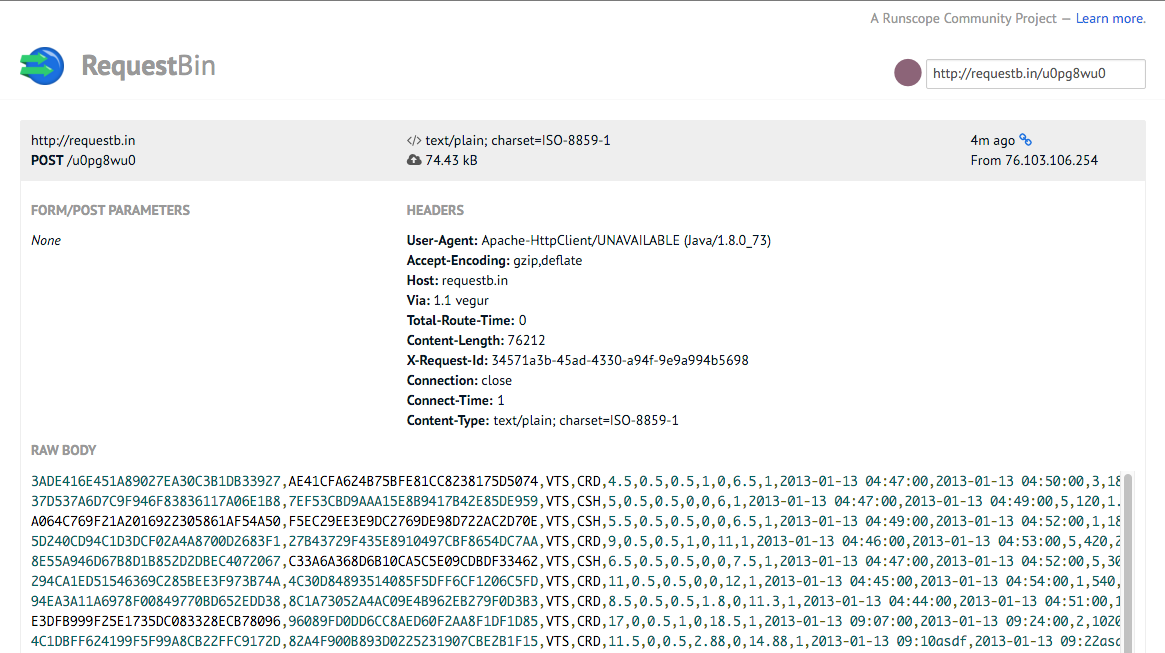 A Runscope Community Project — Learn more.
RequestBin
http://requestb.in/u0pg8wu0
http://requestb.in
POST /u0pg8wu0
</> text/plain; charset=ISO-8859-1
74.43 kB
4m ago
From 76.103.106.254
FORM/POST PARAMETERS
None
HEADERS
User-Agent: Apache-HttpClient/UNAVAILABLE (Java/1.8.0_73)
Accept-Encoding: gzip,deflate
Host: requestb.in
Via: 1.1 vegur
Total-Route-Time: 0
Content-Length: 76212
X-Request-Id: 34571a3b-45ad-4330-a94f-9e9a994b5698
Connection: close
Connect-Time: 1
Content-Type: text/plain; charset=ISO-8859-1
RAW BODY
3ADE416E451A89027EA30C3B1DB33927,AE41CFA624B75BFE81CC8238175D5074,VTS,CRD,4.5,0.5,0.5,1,0,6.5,1,2013-01-13 04:47:00,2013-01-13 04:50:00,3,18
37D537A6D7C9F946F83836117A06E1B8,7EF53CBD9AAA15E8B9417B42E85DE959,VTS,CSH,5,0.5,0.5,0,0,6,1,2013-01-13 04:47:00,2013-01-13 04:49:00,5,120,1.
A064C769F21A2016922305861AF54A50,F5EC29EE3E9DC2769DE98D722AC2D70E,VTS,CSH,5.5,0.5,0.5,0,0,6.5,1,2013-01-13 04:49:00,2013-01-13 04:52:00,1,18
5D240CD94C1D3DCF02A4A8700D2683F1,27B43729F435E8910497CBF8654DC7AA,VTS,CRD,9,0.5,0.5,1,0,11,1,2013-01-13 04:46:00,2013-01-13 04:53:00,5,420,2
8E55A946D67B8D1B852D2DBEC4072067,C33A6A368D6B10CA5C5E09CDBDF33462,VTS,CSH,6.5,0.5,0.5,0,0,7.5,1,2013-01-13 04:47:00,2013-01-13 04:52:00,5,30
294CA1ED51546369C285BEE3F973B74A,4C30D84893514085F5DFF6CF1206C5FD,VTS,CRD,11,0.5,0.5,0,0,12,1,2013-01-13 04:45:00,2013-01-13 04:54:00,1,540,
94EA3A11A6978F00849770BD652EDD38,8C1A73052A4AC09E4B962EB279F0D3B3,VTS,CRD,8.5,0.5,0.5,1.8,0,11.3,1,2013-01-13 04:44:00,2013-01-13 04:51:00,1
E3DFB999F25E1735DC083328ECB78096,96089FD0DD6CC8AED60F2AA8F1DF1D85,VTS,CRD,17,0,0.5,1,0,18.5,1,2013-01-13 09:07:00,2013-01-13 09:24:00,2,1020
4C1DBFF624199F5F99A8CB22FFC9172D,82A4F900B893D0225231907CBE2B1F15,VTS,CRD,11.5,0,0.5,2.88,0,14.88,1,2013-01-13 09:10asdf,2013-01-13 09:22asd